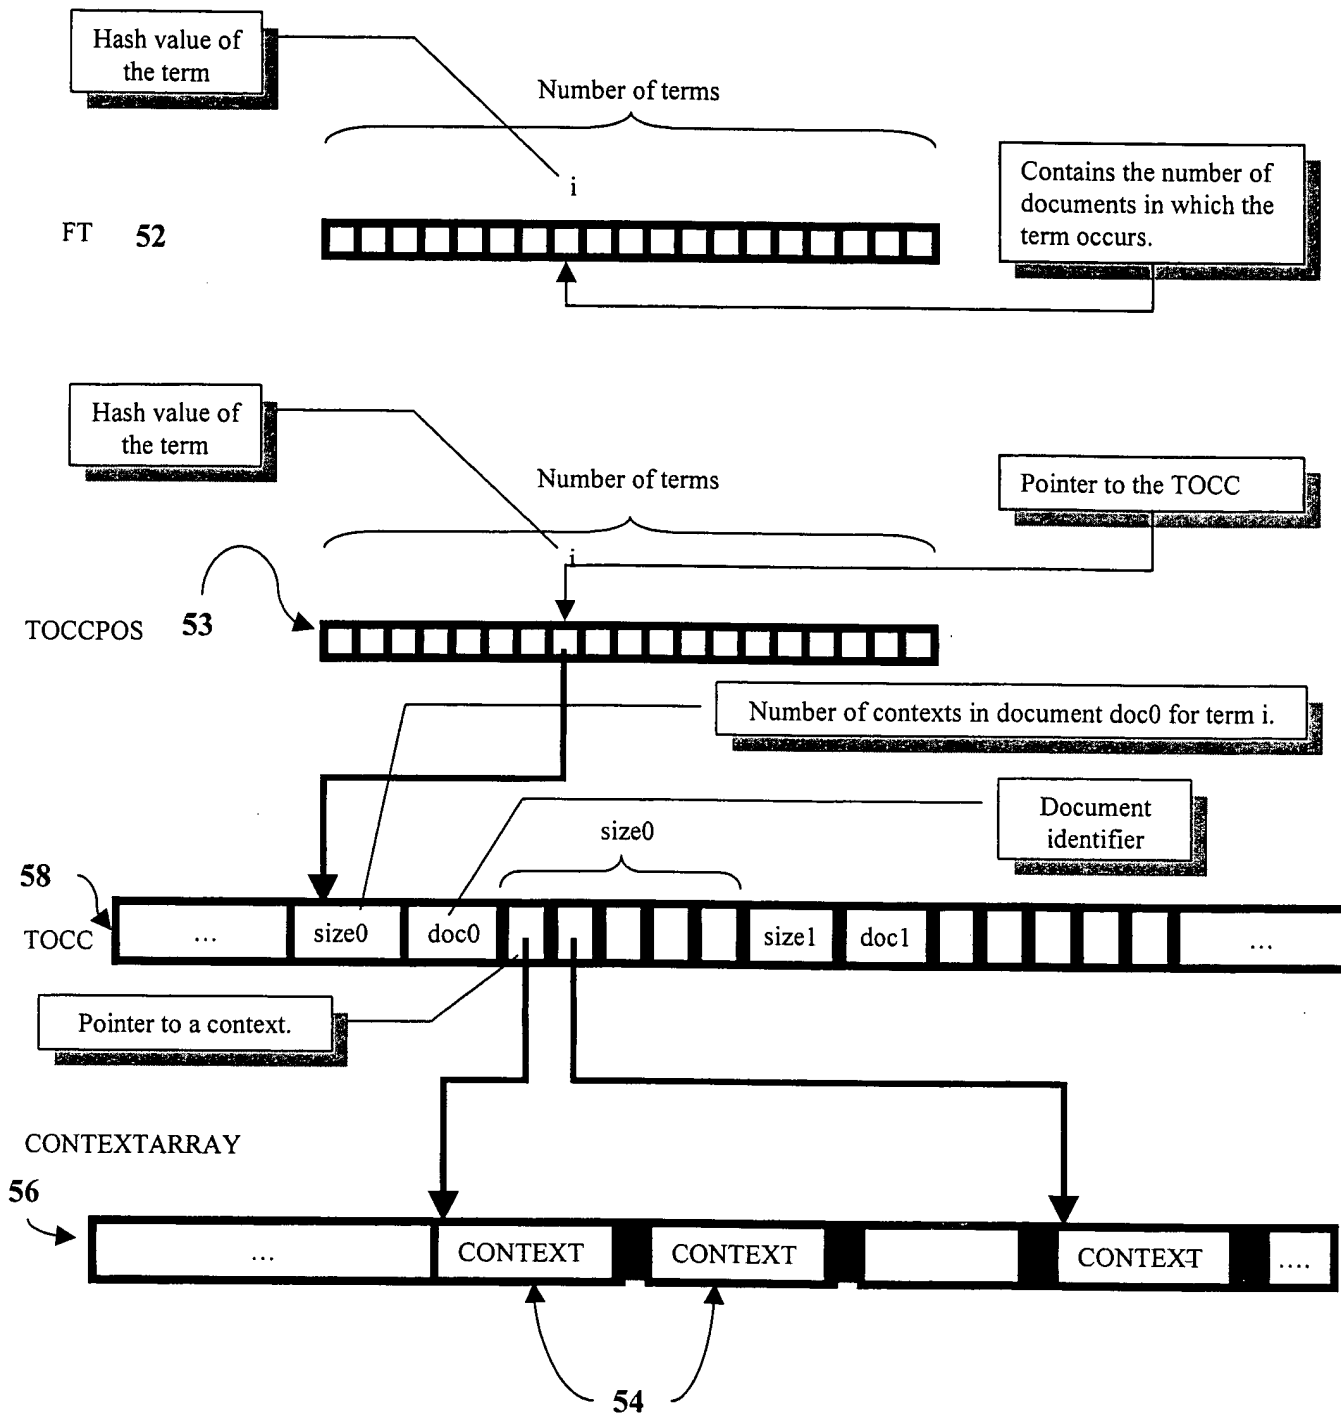 Hash value of
the term
Number of terms
i
Contains the number of
documents in which the
term occurs.
FT 52
Hash value of
the term
Number of terms
Pointer to the TOCC
i
TOCCPOS 53
Number of contexts in document doc0 for term i.
Document
identifier
size0
58
TOCC
... size0 doc0 size1 doc1 ...
Pointer to a context.
CONTEXTARRAY
56
... CONTEXT CONTEXT CONTEXT ....
54